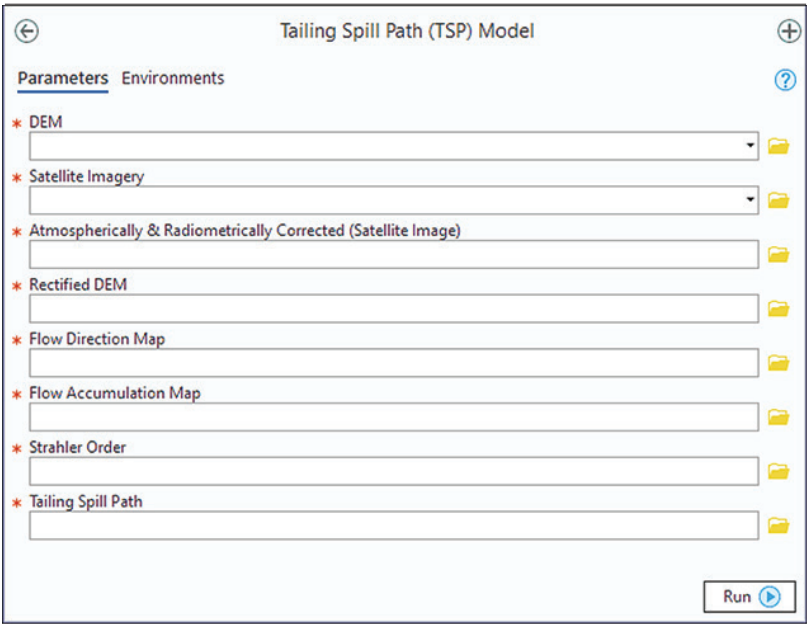 Tailing Spill Path (TSP) Model
Parameters Environments
?
* DEM
* Satellite Imagery
* Atmospherically & Radiometrically Corrected (Satellite Image)
* Rectified DEM
* Flow Direction Map
* Flow Accumulation Map
* Strahler Order
* Tailing Spill Path
Run